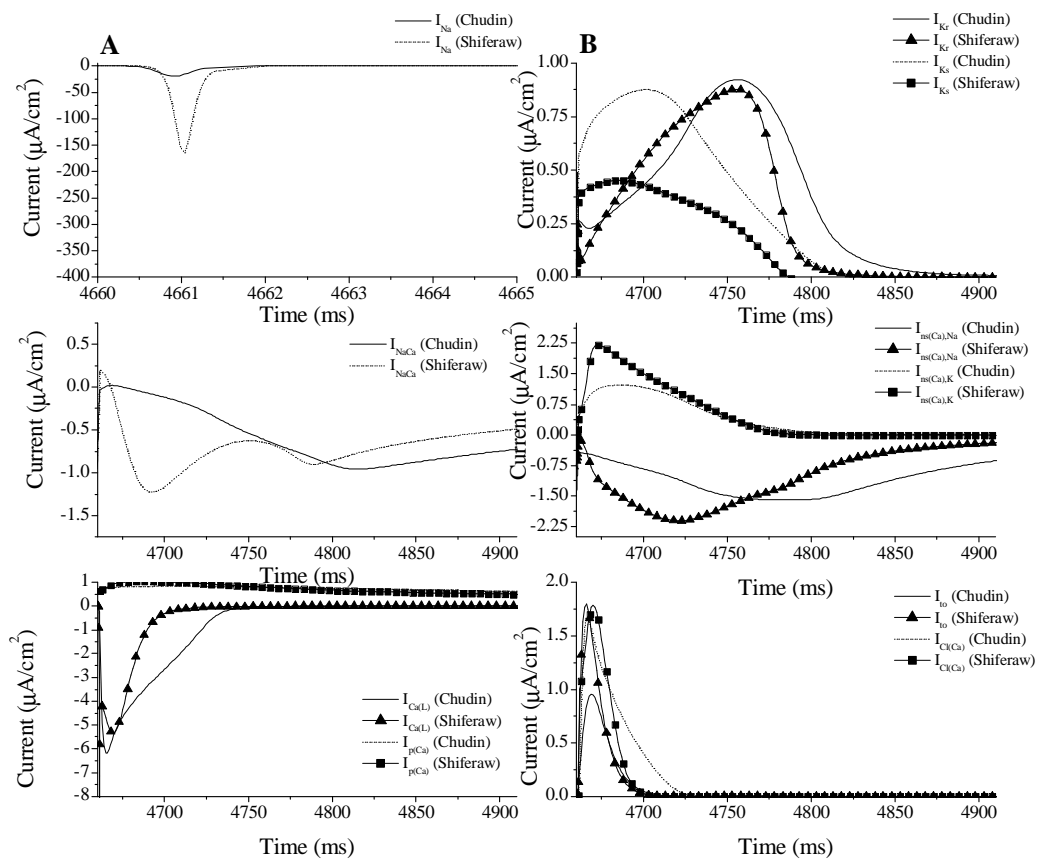 A
I_Na (Chudin)
I_Na (Shiferaw)
Current (μA/cm²)
0
-50
-100
-150
-200
-250
-300
-350
-400
4660 4661 4662 4663 4664 4665
Time (ms)
B
I_Kr (Chudin)
I_Kr (Shiferaw)
I_Ks (Chudin)
I_Ks (Shiferaw)
Current (μA/cm²)
1.00
0.75
0.50
0.25
0.00
4700 4750 4800 4850 4900
Time (ms)
I_NaCa (Chudin)
I_NaCa (Shiferaw)
Current (μA/cm²)
0.5
0.0
-0.5
-1.0
-1.5
4700 4750 4800 4850 4900
Time (ms)
I_ns(Ca),Na (Chudin)
I_ns(Ca),Na (Shiferaw)
I_ns(Ca),K (Chudin)
I_ns(Ca),K (Shiferaw)
Current (μA/cm²)
2.25
1.50
0.75
0.00
-0.75
-1.50
-2.25
4700 4750 4800 4850 4900
Time (ms)
I_Ca(L) (Chudin)
I_Ca(L) (Shiferaw)
I_p(Ca) (Chudin)
I_p(Ca) (Shiferaw)
Current (μA/cm²)
1
0
-1
-2
-3
-4
-5
-6
-7
-8
4700 4750 4800 4850 4900
Time (ms)
I_to (Chudin)
I_to (Shiferaw)
I_Cl(Ca) (Chudin)
I_Cl(Ca) (Shiferaw)
Current (μA/cm²)
2.0
1.5
1.0
0.5
0.0
4700 4750 4800 4850 4900
Time (ms)